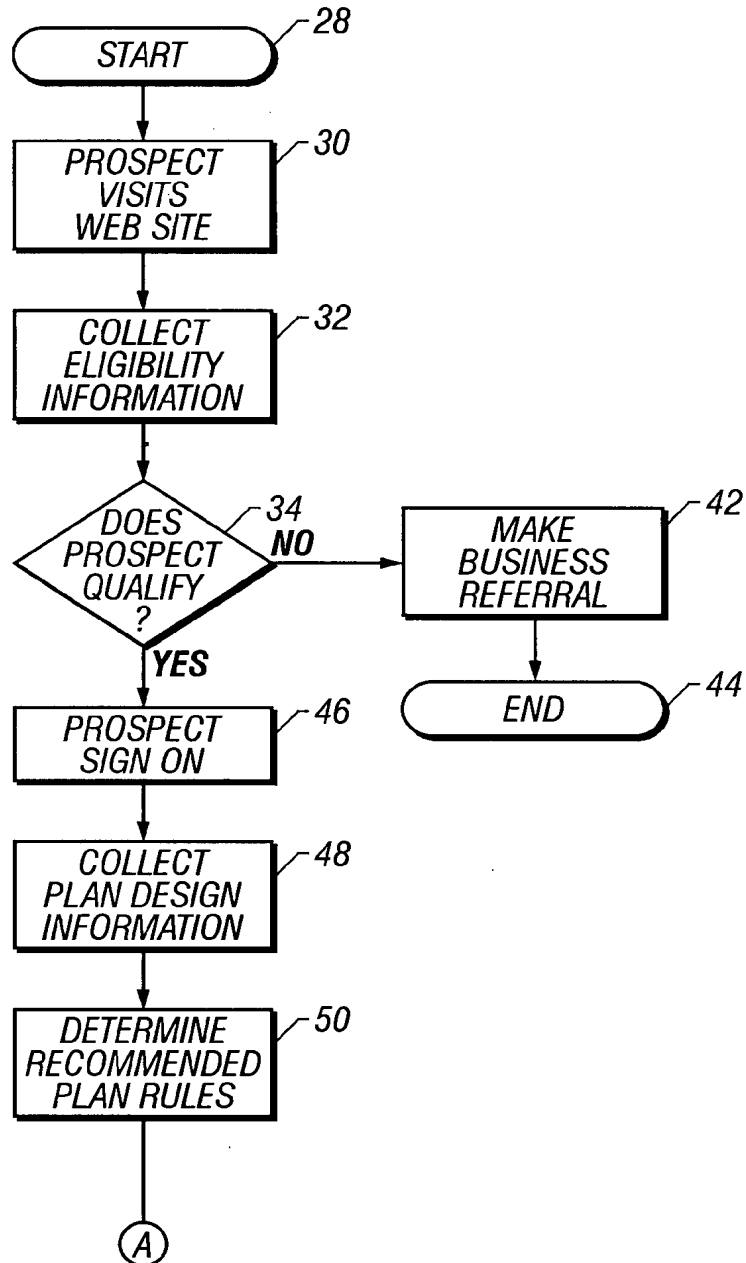 START
28
PROSPECT
VISITS
WEB SITE
30
COLLECT
ELIGIBILITY
INFORMATION
32
DOES
PROSPECT
QUALIFY
?
34
NO
YES
MAKE
BUSINESS
REFERRAL
42
END
44
PROSPECT
SIGN ON
46
COLLECT
PLAN DESIGN
INFORMATION
48
DETERMINE
RECOMMENDED
PLAN RULES
50
A